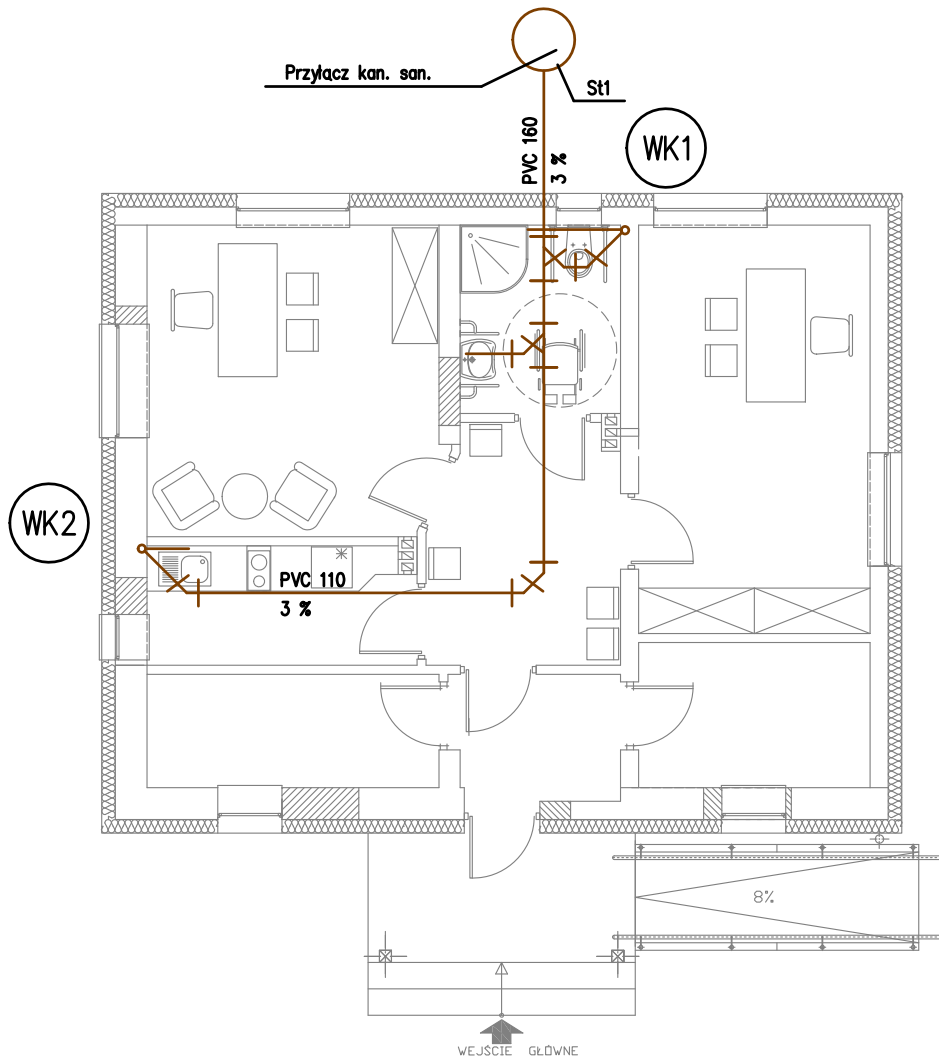 Przyłącz kan. san.
St1
PVC 160
3 %
WK1
WK2
PVC 110
3 %
8%
WEJŚCIE GŁÓWNE